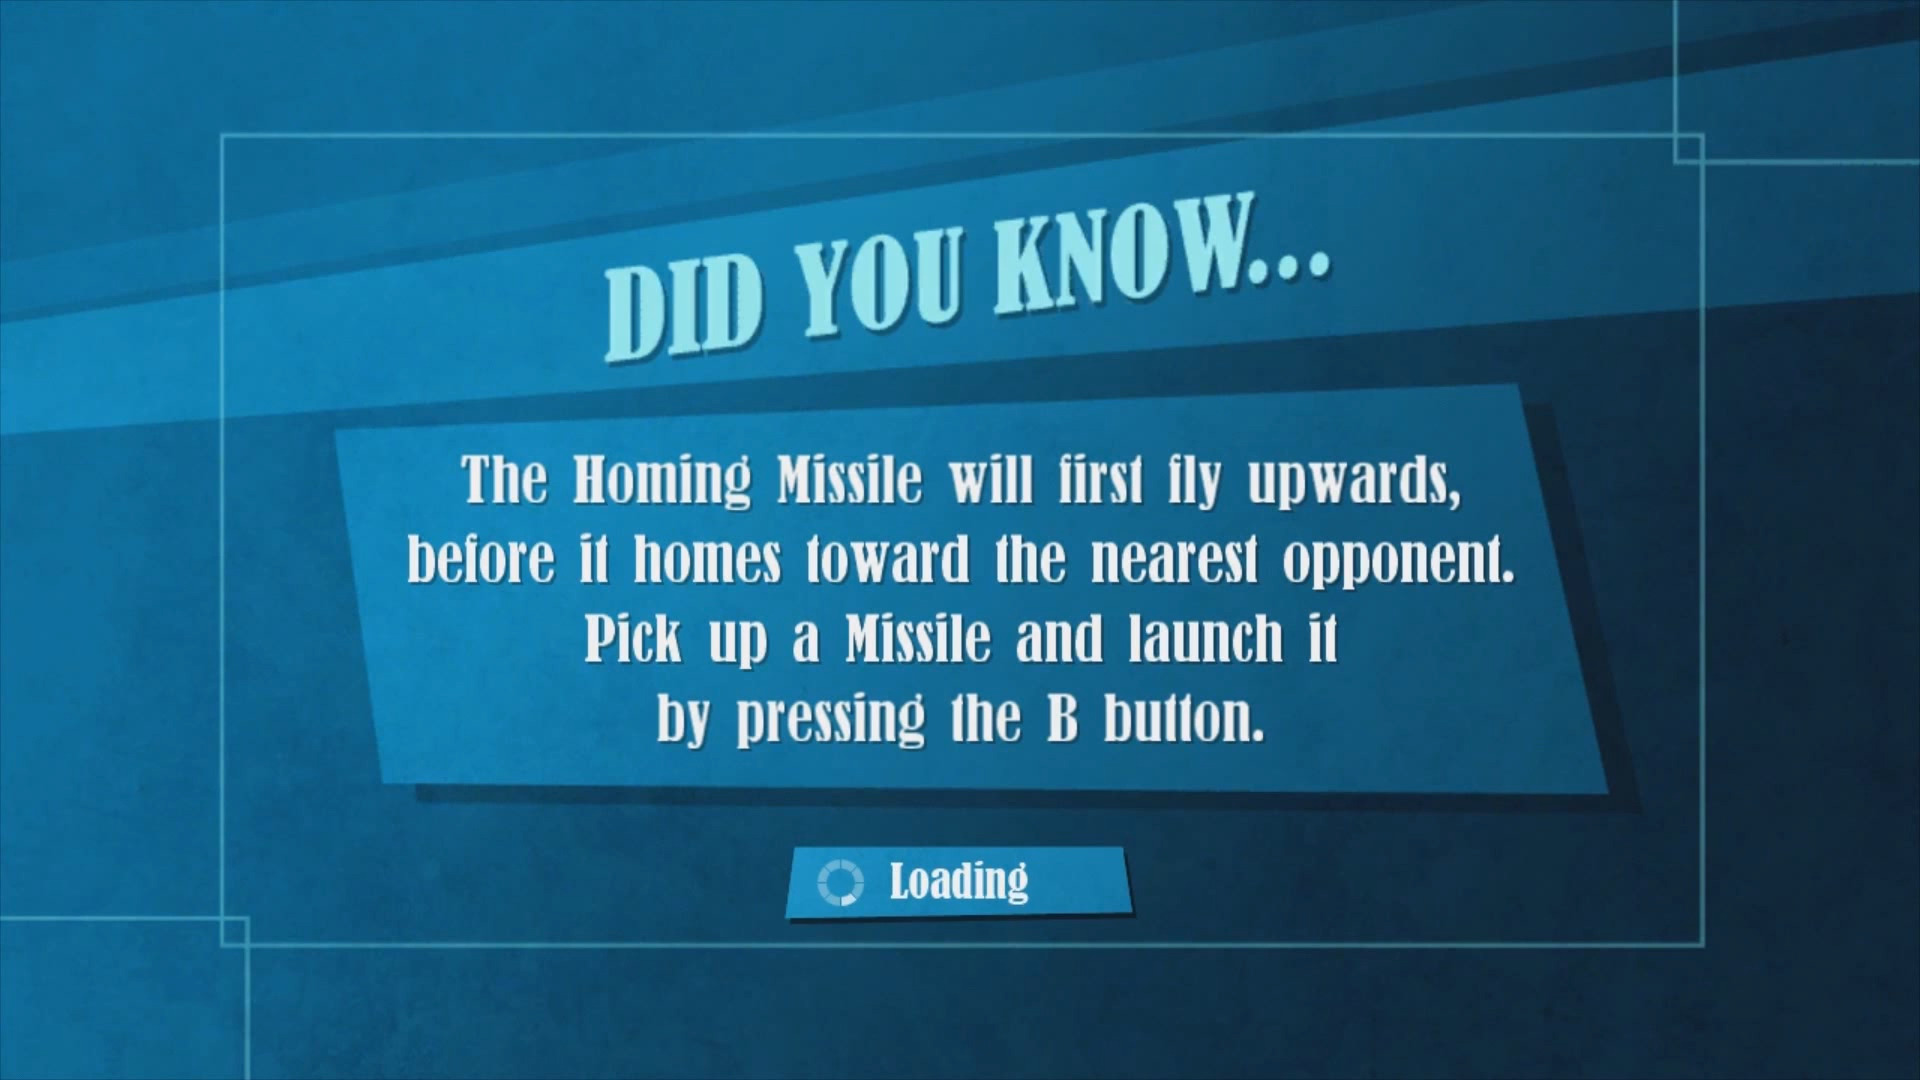 DID YOU KNOW...
The Homing Missile will first fly upwards,
before it homes toward the nearest opponent.
Pick up a Missile and launch it
by pressing the B button.
Loading